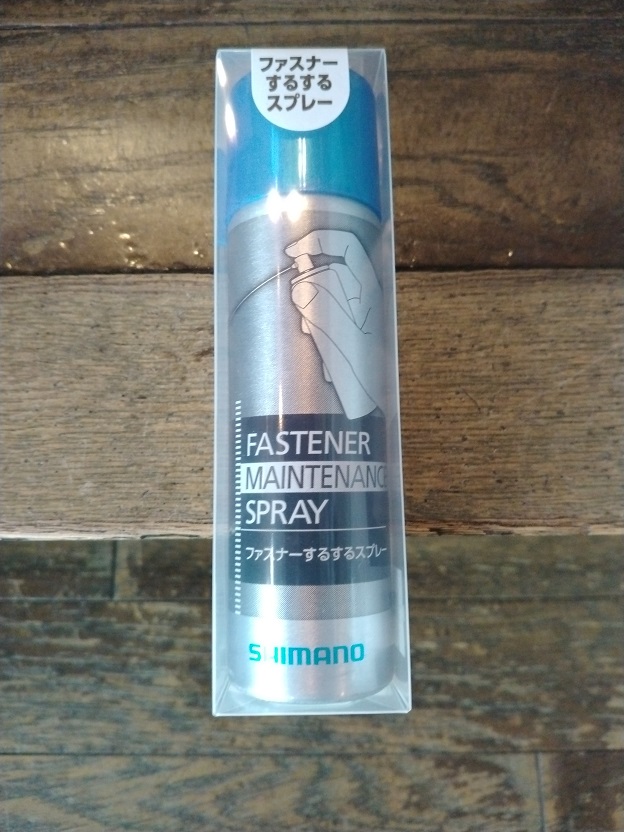 ファスナー
するする
スプレー
FASTENER
MAINTENANCE
SPRAY
ファスナーするするスプレー
SHIMANO